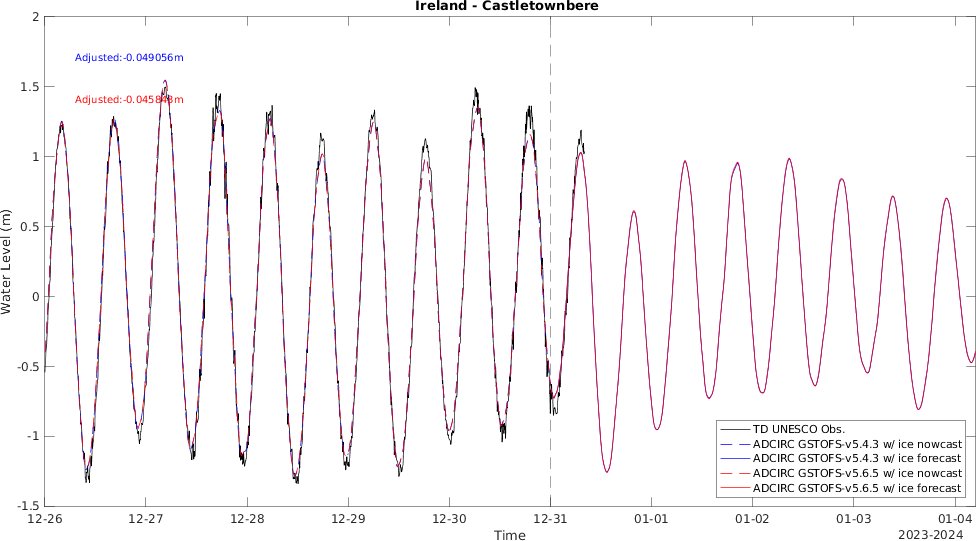 Ireland - Castletownbere
2
1.5
1
0.5
0
-0.5
-1
-1.5
Water Level (m)
Adjusted:-0.049056m
Adjusted:-0.045843m
TD UNESCO Obs.
ADCIRC GSTOFS-v5.4.3 w/ ice nowcast
ADCIRC GSTOFS-v5.4.3 w/ ice forecast
ADCIRC GSTOFS-v5.6.5 w/ ice nowcast
ADCIRC GSTOFS-v5.6.5 w/ ice forecast
12-26 12-27 12-28 12-29 12-30 12-31 01-01 01-02 01-03 01-04
Time
2023-2024